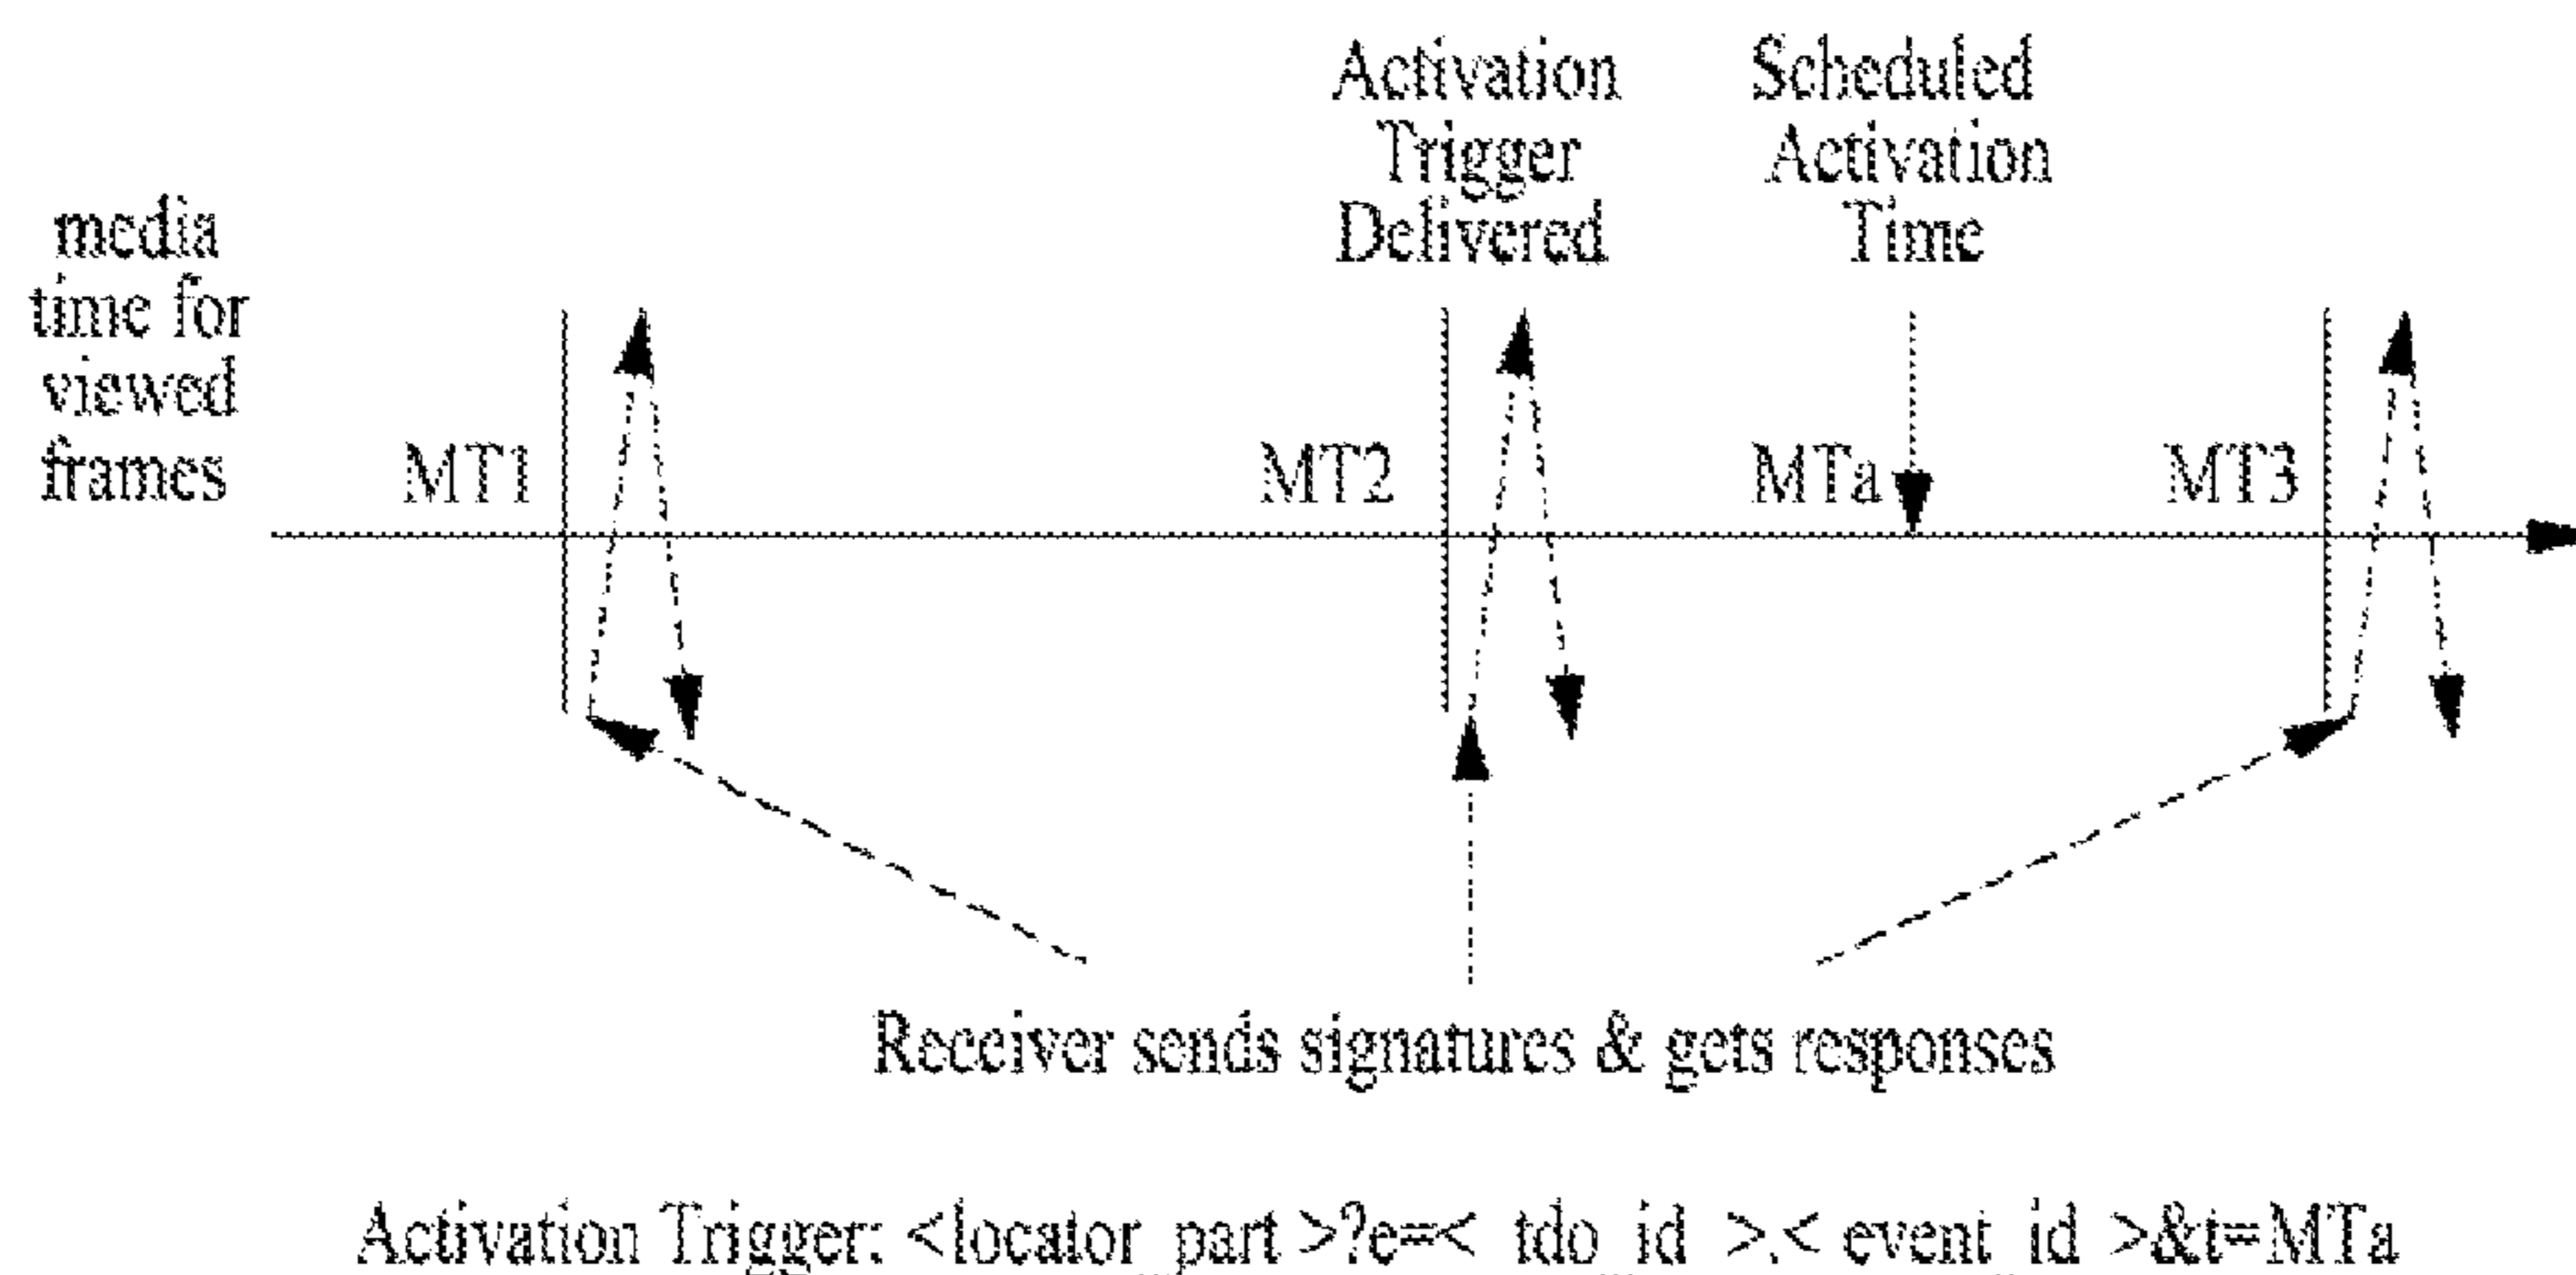 Activation
Trigger
Delivered
Scheduled
Activation
Time
media
time for
viewed
frames
MT1
MT2
MTa
MT3
Receiver sends signatures & gets responses
Activation Trigger: <locator_part >?e=< tdo_id >.< event_id >&t=MTa